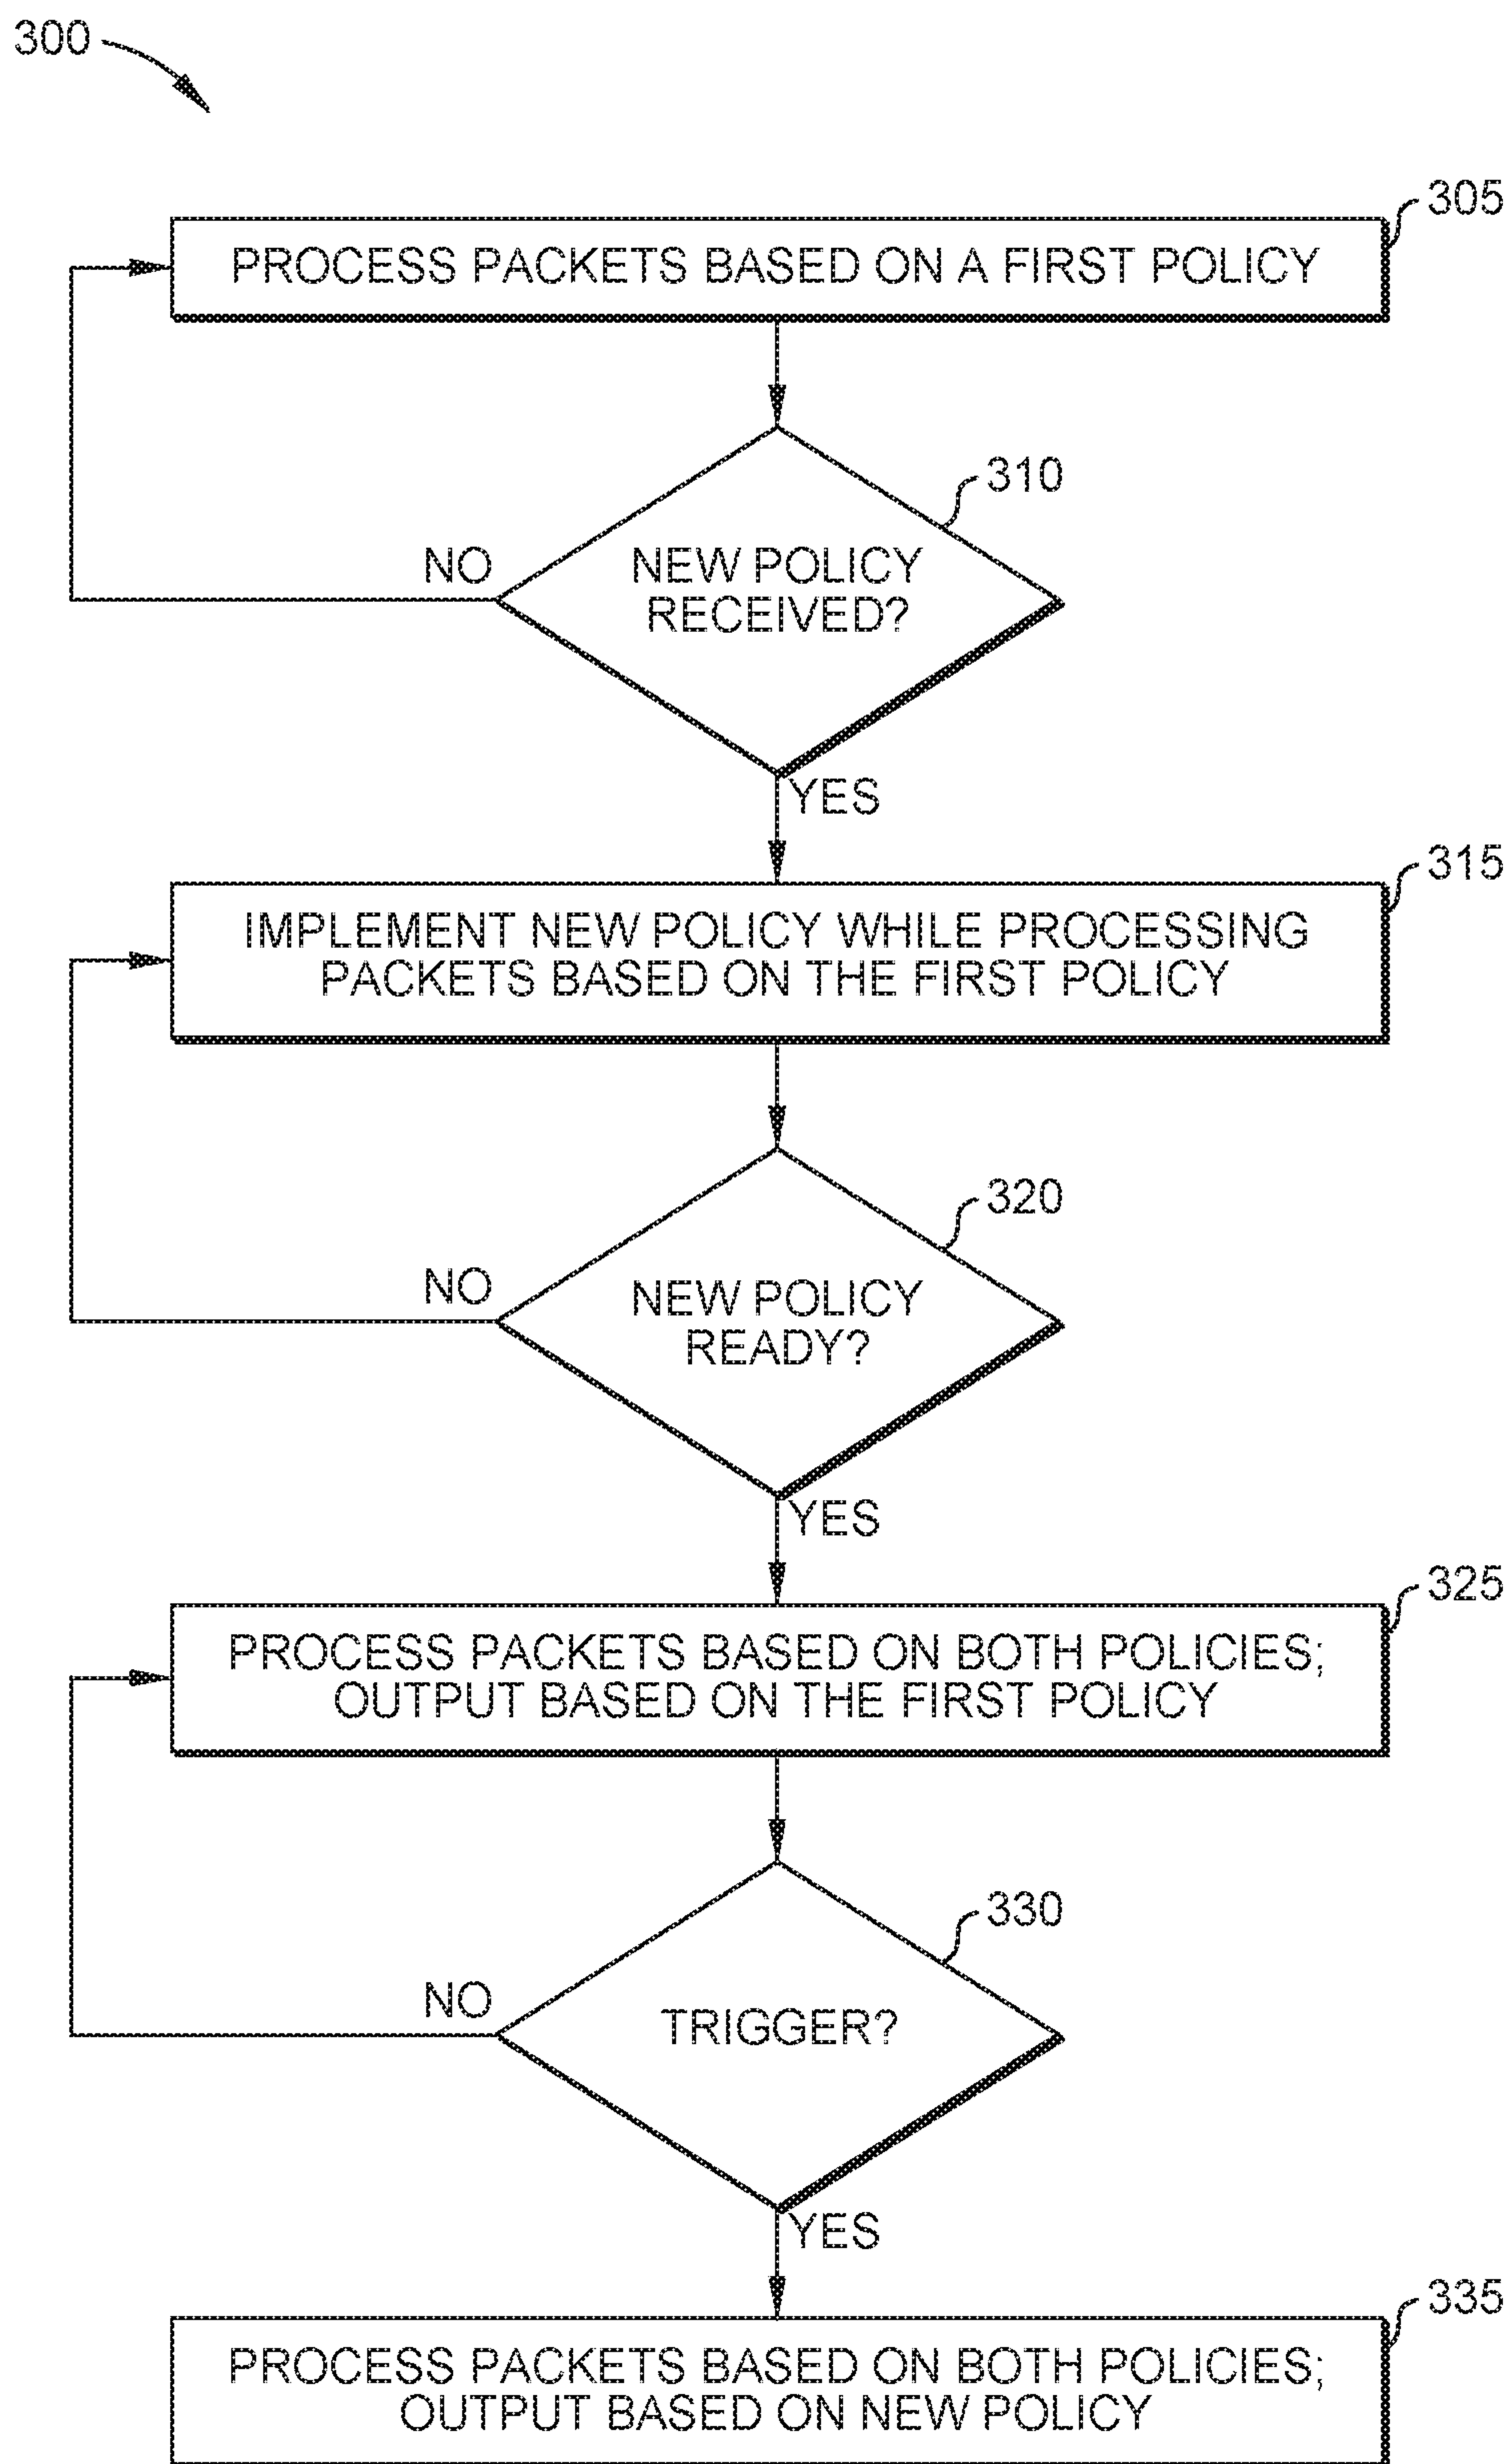 300
305
PROCESS PACKETS BASED ON A FIRST POLICY
310
NO
NEW POLICY
RECEIVED?
YES
315
IMPLEMENT NEW POLICY WHILE PROCESSING
PACKETS BASED ON THE FIRST POLICY
320
NO
NEW POLICY
READY?
YES
325
PROCESS PACKETS BASED ON BOTH POLICIES;
OUTPUT BASED ON THE FIRST POLICY
330
NO
TRIGGER?
YES
335
PROCESS PACKETS BASED ON BOTH POLICIES;
OUTPUT BASED ON NEW POLICY